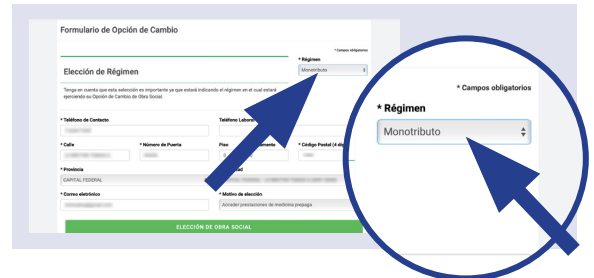 Formulario de Opción de Cambio
* Campos obligatorios
* Régimen
Monotributo
Elección de Régimen
Tenga en cuenta que esta selección es importante ya que estará indicando el régimen en el cual estará
ejerciendo su Opción de Cambio de Obra Social.
* Teléfono de Contacto
Teléfono Laboral
* Calle
* Número de Puerta
Piso
* Código Postal (4 díg
* Provincia
CAPITAL FEDERAL
* Correo eletrónico
* Motivo de elección
Acceder prestaciones de medicina prepaga
ELECCIÓN DE OBRA SOCIAL
* Campos obligatorios
* Régimen
Monotributo